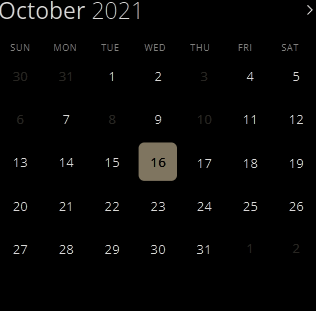 October 2021
SUN MON TUE WED THU FRI SAT
30 31 1 2 3 4 5
6 7 8 9 10 11 12
13 14 15 16 17 18 19
20 21 22 23 24 25 26
27 28 29 30 31 1 2